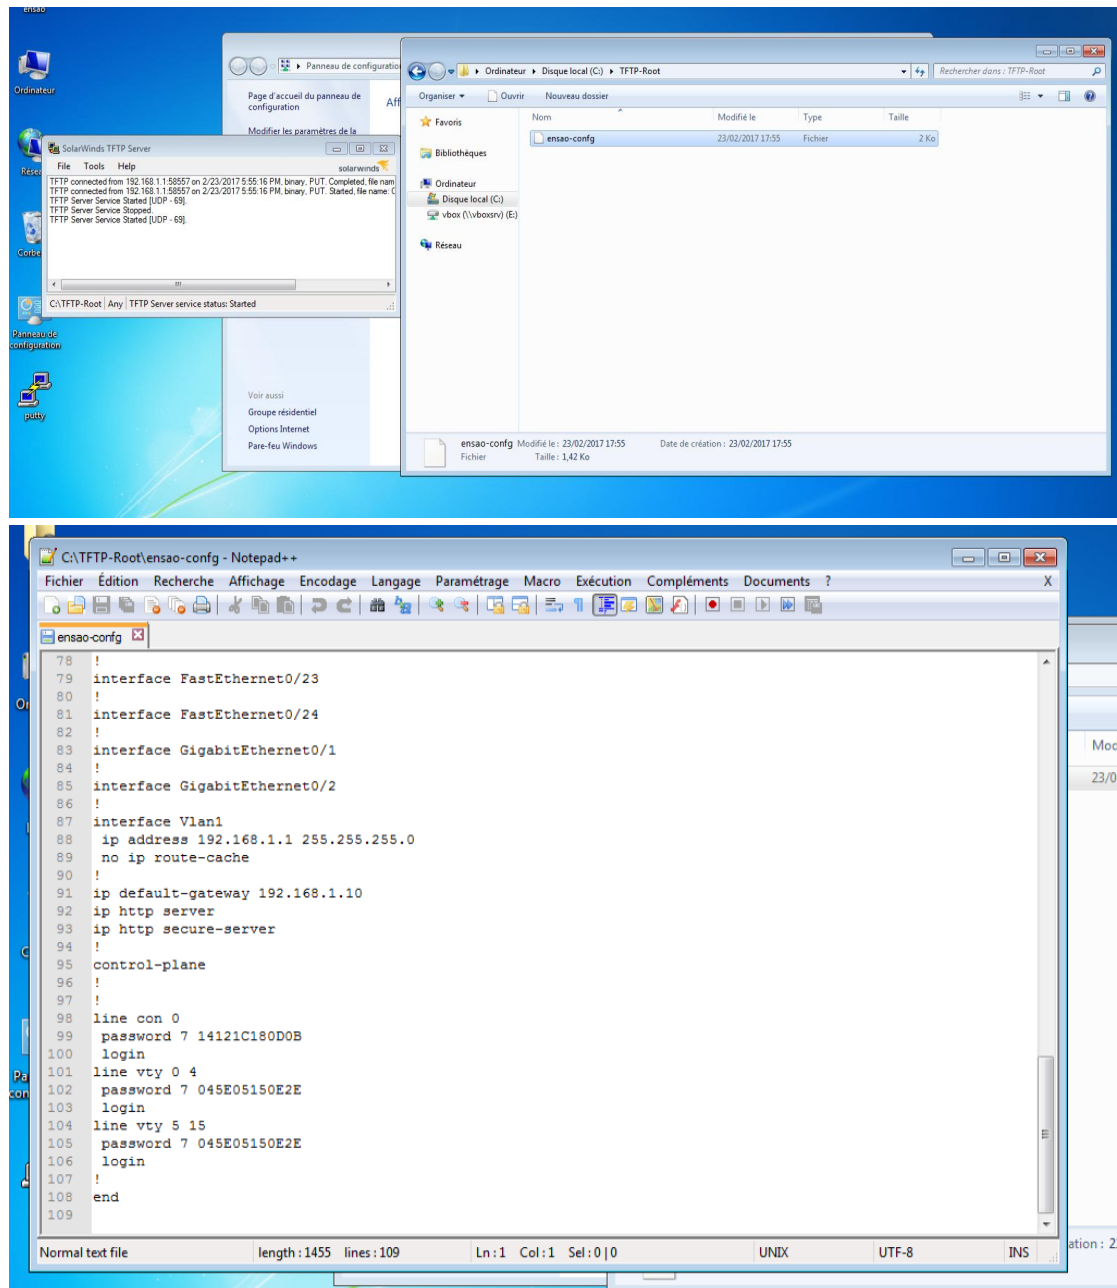 ensao
Ordinateur
Corbe
Panneau de
configuration
putty
Panneau de configuration
Page d'accueil du panneau de
configuration
Aff
Modifier les paramètres de la
Voir aussi
Groupe résidentiel
Options Internet
Pare-feu Windows
SolarWinds TFTP Server
File Tools Help
solarwinds
TFTP connected from 192.168.1.1:58557 on 2/23/2017 5:55:16 PM, binary, PUT. Completed, file nam
TFTP connected from 192.168.1.1:58557 on 2/23/2017 5:55:16 PM, binary, PUT. Started, file name: C
TFTP Server Service Started [UDP - 69].
TFTP Server Service Stopped.
TFTP Server Service Started [UDP - 69].
C:\TFTP-Root Any TFTP Server service status: Started
Ordinateur Disque local (C:) TFTP-Root
Rechercher dans : TFTP-Root
Organiser Ouvrir Nouveau dossier
Favoris
Bibliothèques
Ordinateur
Disque local (C:)
vbox (\\vboxsrv) (E:)
Réseau
Nom Modifié le Type Taille
ensao-confg 23/02/2017 17:55 Fichier 2 Ko
ensao-confg Modifié le : 23/02/2017 17:55 Date de création : 23/02/2017 17:55
Fichier Taille : 1,42 Ko
C:\TFTP-Root\ensao-confg - Notepad++
Fichier Édition Recherche Affichage Encodage Langage Paramétrage Macro Exécution Compléments Documents ? X
ensao-confg
78 !
79 interface FastEthernet0/23
80 !
81 interface FastEthernet0/24
82 !
83 interface GigabitEthernet0/1
84 !
85 interface GigabitEthernet0/2
86 !
87 interface Vlan1
88 ip address 192.168.1.1 255.255.255.0
89 no ip route-cache
90 !
91 ip default-gateway 192.168.1.10
92 ip http server
93 ip http secure-server
94 !
95 control-plane
96 !
97 !
98 line con 0
99 password 7 14121C180D0B
100 login
101 line vty 0 4
102 password 7 045E05150E2E
103 login
104 line vty 5 15
105 password 7 045E05150E2E
106 login
107 !
108 end
109
Normal text file length : 1455 lines : 109 Ln : 1 Col : 1 Sel : 0 | 0 UNIX UTF-8 INS
Moc
23/0
ation : 2